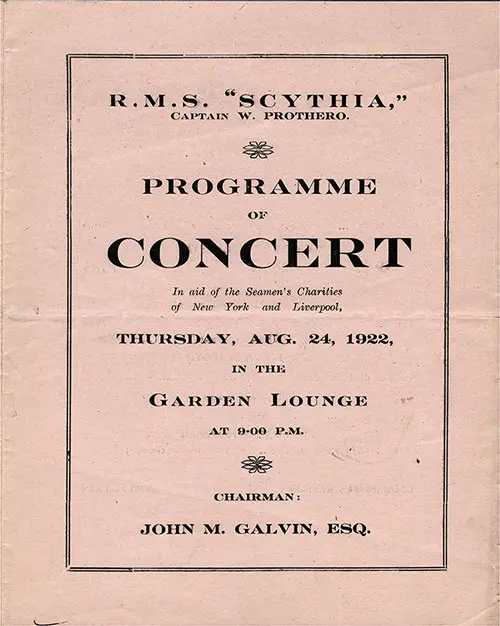 R.M.S. "SCYTHIA,"
CAPTAIN W. PROTHERO.
PROGRAMME
OF
CONCERT
In aid of the Seamen's Charities
of New York and Liverpool,
THURSDAY, AUG. 24, 1922,
IN THE
GARDEN LOUNGE
AT 9-00 P.M.
CHAIRMAN:
JOHN M. GALVIN, ESQ.